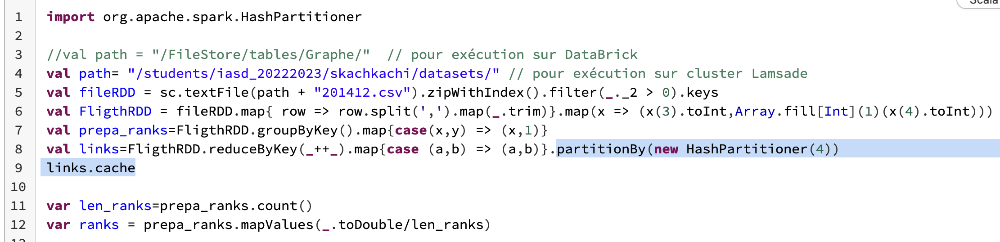 Scala
1 import org.apache.spark.HashPartitioner
2
3 //val path = "/FileStore/tables/Graphe/"  // pour exécution sur DataBrick
4 val path= "/students/iasd_20222023/skachkachi/datasets/" // pour exécution sur cluster Lamsade
5 val fileRDD = sc.textFile(path + "201412.csv").zipWithIndex().filter(_._2 > 0).keys
6 val FligthRDD = fileRDD.map{ row => row.split(',').map(_.trim)}.map(x => (x(3).toInt,Array.fill[Int](1)(x(4).toInt)))
7 val prepa_ranks=FligthRDD.groupByKey().map{case(x,y) => (x,1)}
8 val links=FligthRDD.reduceByKey(_++_).map{case (a,b) => (a,b)}.partitionBy(new HashPartitioner(4))
9 links.cache
10
11 var len_ranks=prepa_ranks.count()
12 var ranks = prepa_ranks.mapValues(_.toDouble/len_ranks)